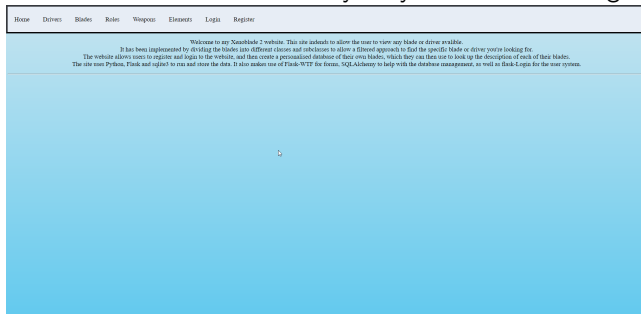 Home Drivers Blades Roles Weapons Elements Login Register
Welcome to my Xenoblade 2 website. This site indends to allow the user to view any blade or driver avalible.
It has been implemented by dividing the blades into different classes and subclasses to allow a filtered approach to find the specific blade or driver you're looking for.
The website allows users to register and login to the website, and then create a personalised database of their own blades, which they can then use to look up the description of each of their blades.
The site uses Python, Flask and sqlite3 to run and store the data. It also makes use of Flask-WTF for forms, SQLAlchemy to help with the database management, as well as flask-Login for the user system.